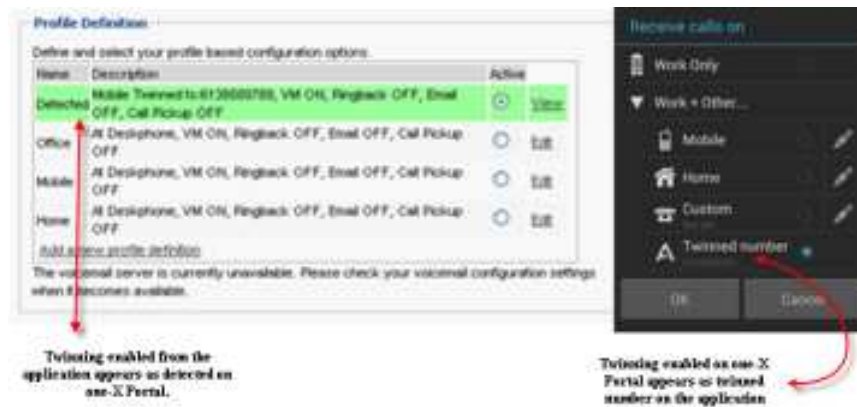 Profile Definition
Define and select your profile based configuration options.
Name Description Active
Detected Mobile Twinned to: VM ON, Ringback OFF, Email
OFF, Call Pickup OFF
View
Office At Deskphone, VM ON, Ringback OFF, Email OFF, Call Pickup
OFF
Edit
Mobile At Deskphone, VM ON, Ringback OFF, Email OFF, Call Pickup
OFF
Edit
Home At Deskphone, VM ON, Ringback OFF, Email OFF, Call Pickup
OFF
Edit
Add a new profile definition
The voicemail server is currently unavailable. Please check your voicemail configuration settings
when it becomes available.
Twinning enabled from the
application appears as detected on
one-X Portal.
Receive calls on
Work Only
Work + Other...
Mobile
Home
Custom
Twinned number
OK Cancel
Twinning enabled on one-X
Portal appears as twinned
number on the application